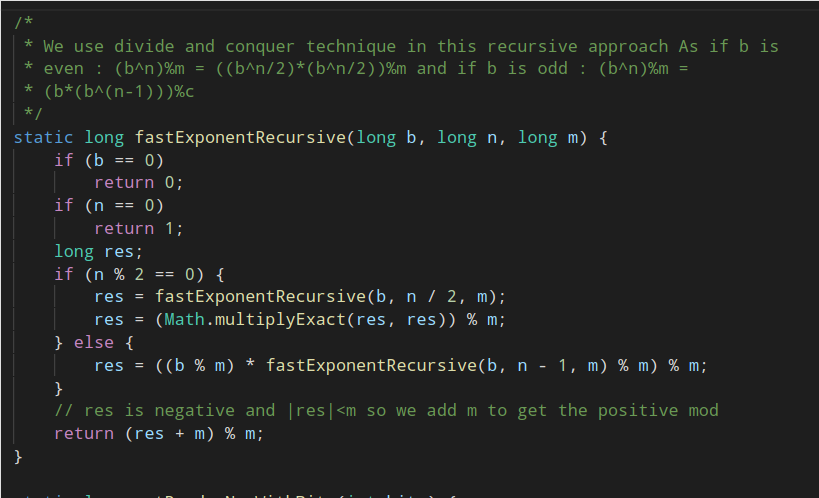 /*
 * We use divide and conquer technique in this recursive approach As if b is
 * even : (b^n)%m = ((b^n/2)*(b^n/2))%m and if b is odd : (b^n)%m =
 * (b*(b^(n-1)))%c
 */
static long fastExponentRecursive(long b, long n, long m) {
    if (b == 0)
        return 0;
    if (n == 0)
        return 1;
    long res;
    if (n % 2 == 0) {
        res = fastExponentRecursive(b, n / 2, m);
        res = (Math.multiplyExact(res, res)) % m;
    } else {
        res = ((b % m) * fastExponentRecursive(b, n - 1, m) % m) % m;
    }
    // res is negative and |res|<m so we add m to get the positive mod
    return (res + m) % m;
}